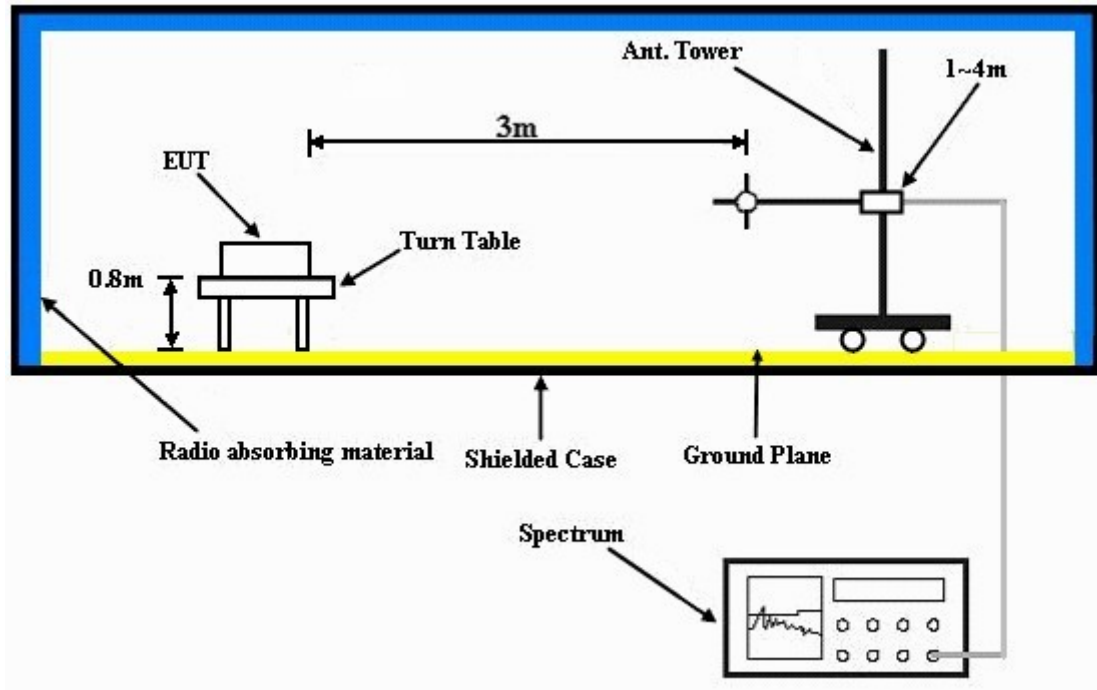 Ant. Tower
1~4m
3m
EUT
Turn Table
0.8m
Radio absorbing material
Shielded Case
Ground Plane
Spectrum